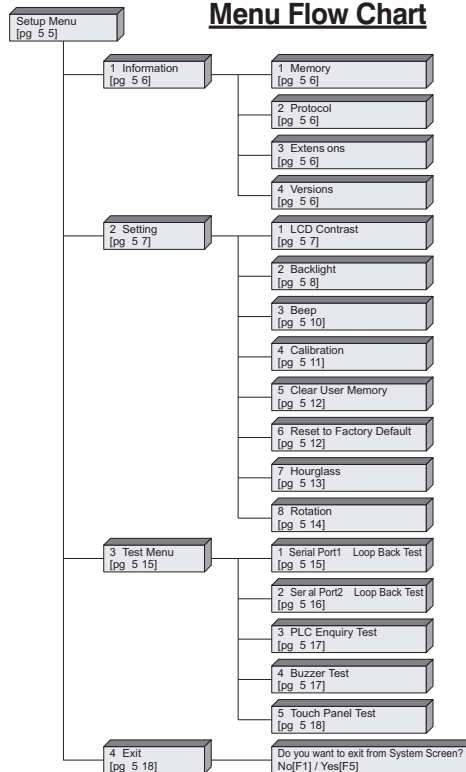 Menu Flow Chart
Setup Menu
[pg 5 5]
1 Information
[pg 5 6]
1 Memory
[pg 5 6]
2 Protocol
[pg 5 6]
3 Extens ons
[pg 5 6]
4 Versions
[pg 5 6]
2 Setting
[pg 5 7]
1 LCD Contrast
[pg 5 7]
2 Backlight
[pg 5 8]
3 Beep
[pg 5 10]
4 Calibration
[pg 5 11]
5 Clear User Memory
[pg 5 12]
6 Reset to Factory Default
[pg 5 12]
7 Hourglass
[pg 5 13]
8 Rotation
[pg 5 14]
3 Test Menu
[pg 5 15]
1 Serial Port1 Loop Back Test
[pg 5 15]
2 Ser al Port2 Loop Back Test
[pg 5 16]
3 PLC Enquiry Test
[pg 5 17]
4 Buzzer Test
[pg 5 17]
5 Touch Panel Test
[pg 5 18]
4 Exit
[pg 5 18]
Do you want to exit from System Screen?
No[F1] / Yes[F5]